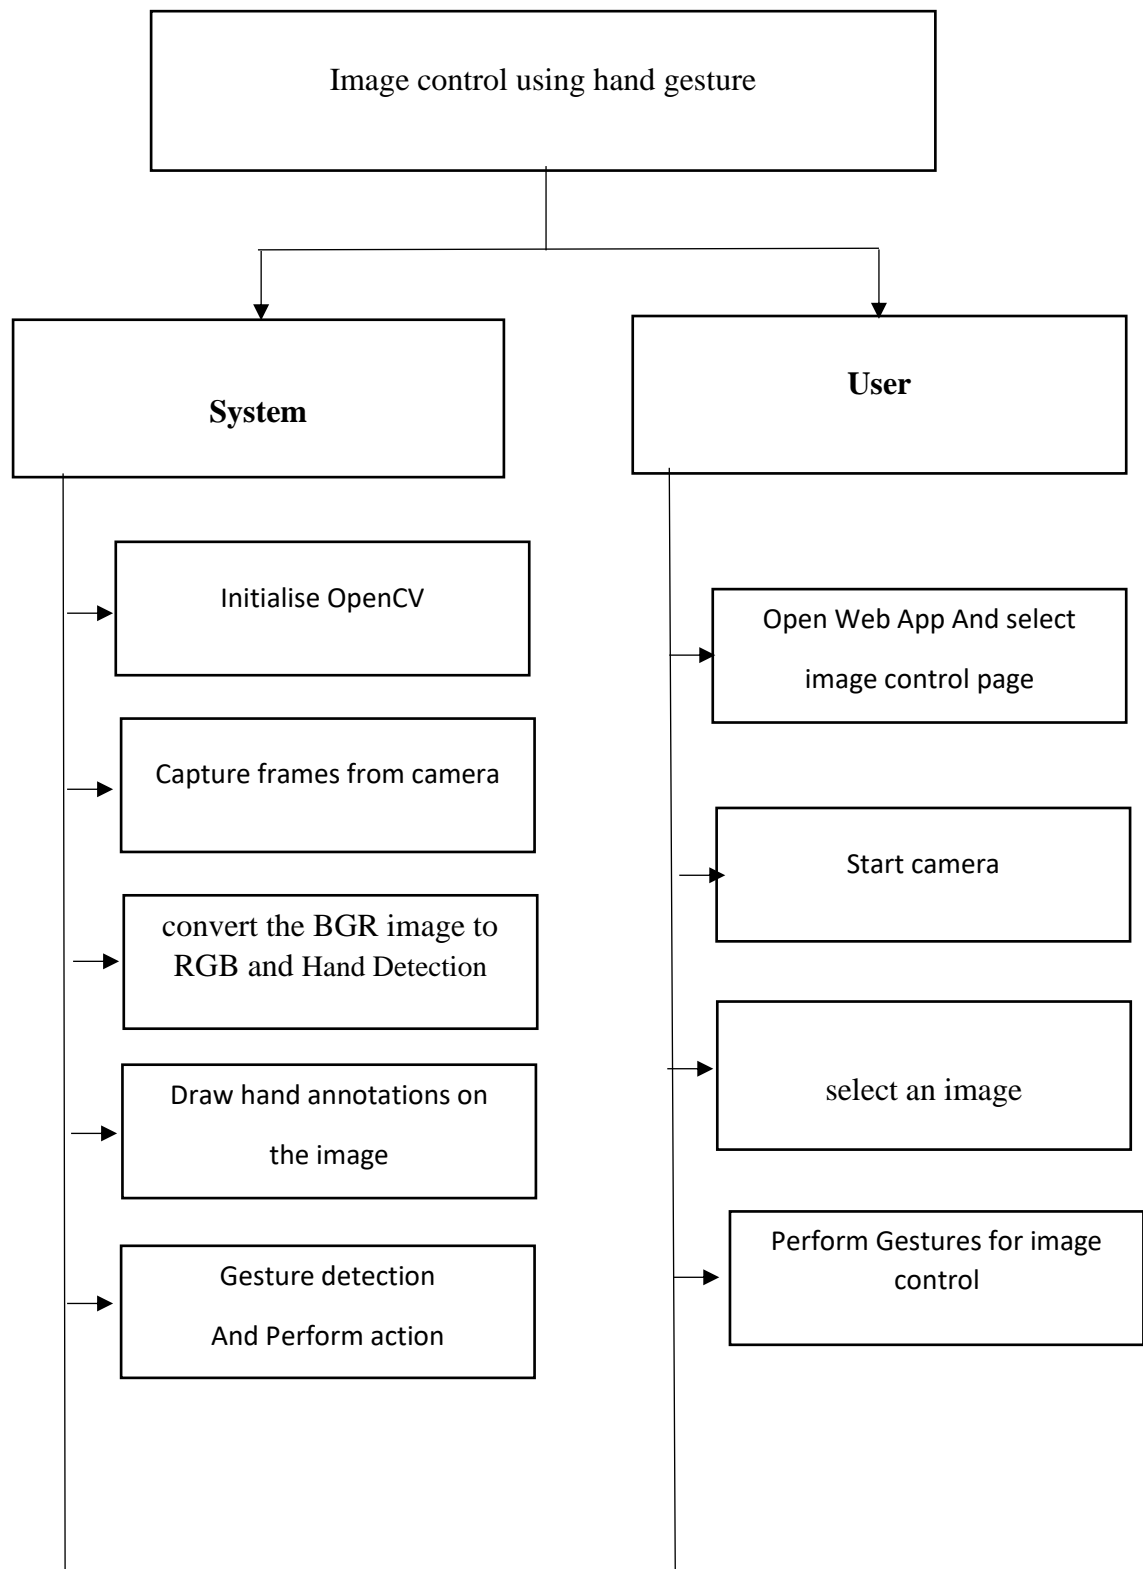 Image control using hand gesture
System
User
Initialise OpenCV
Capture frames from camera
convert the BGR image to
RGB and Hand Detection
Draw hand annotations on
the image
Gesture detection
And Perform action
Open Web App And select
image control page
Start camera
select an image
Perform Gestures for image
control